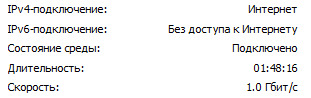 IPv4-подключение: Интернет
IPv6-подключение: Без доступа к Интернету
Состояние среды: Подключено
Длительность: 01:48:16
Скорость: 1.0 Гбит/с